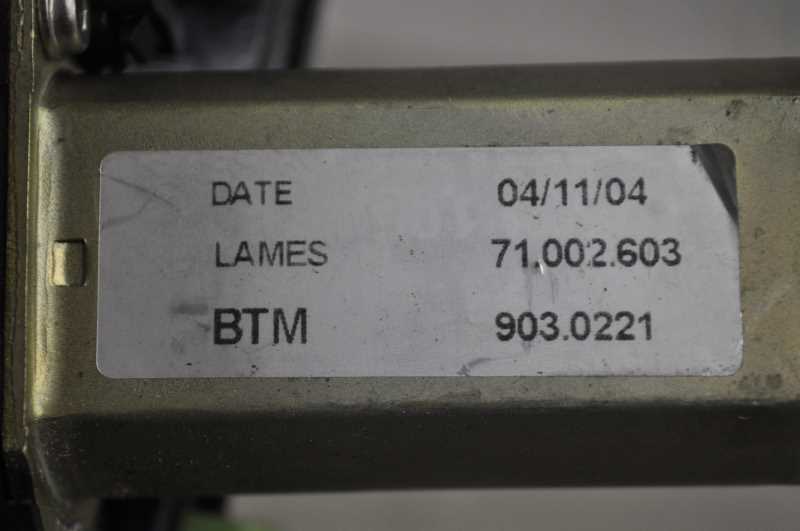 DATE 04/11/04
LAMES 71.002.603
BTM 903.0221